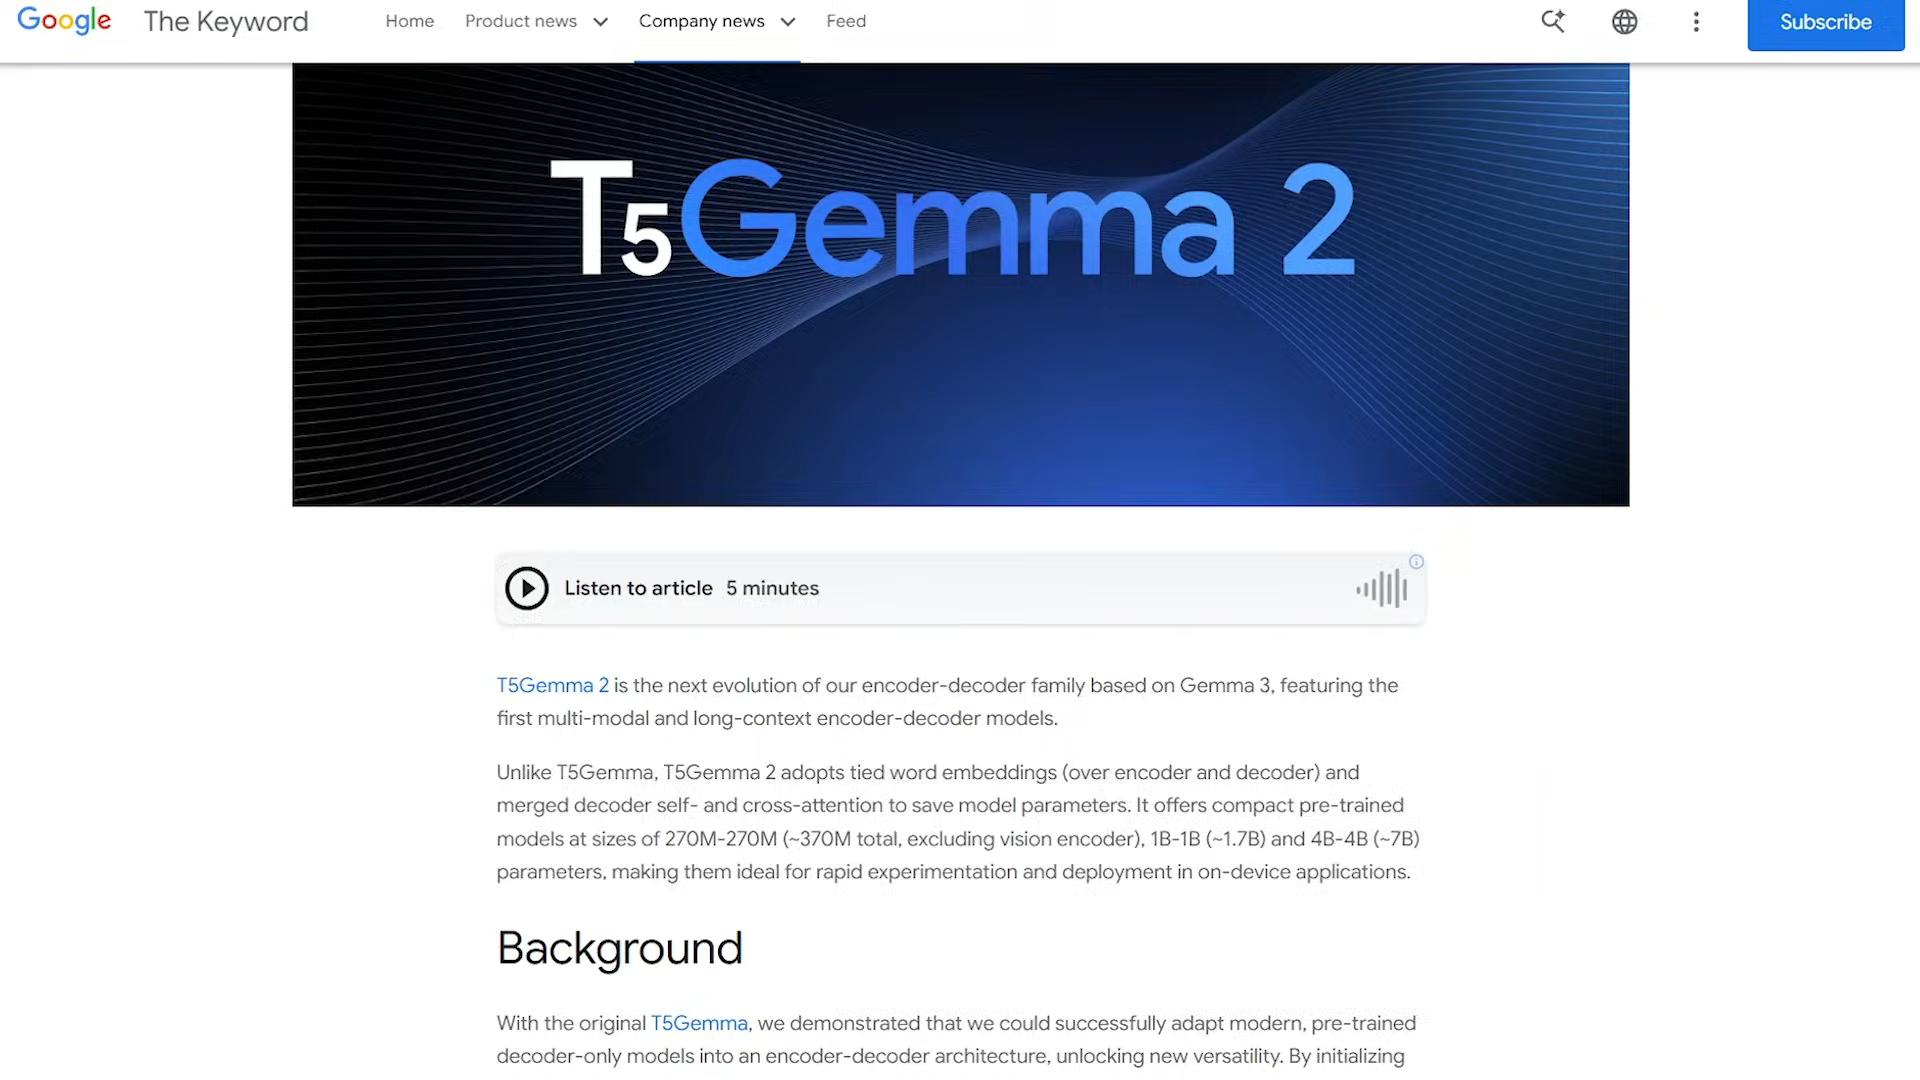 Google The Keyword Home Product news Company news Feed Subscribe
T5Gemma 2
Listen to article 5 minutes
T5Gemma 2 is the next evolution of our encoder-decoder family based on Gemma 3, featuring the
first multi-modal and long-context encoder-decoder models.
Unlike T5Gemma, T5Gemma 2 adopts tied word embeddings (over encoder and decoder) and
merged decoder self- and cross-attention to save model parameters. It offers compact pre-trained
models at sizes of 270M-270M (~370M total, excluding vision encoder), 1B-1B (~1.7B) and 4B-4B (~7B)
parameters, making them ideal for rapid experimentation and deployment in on-device applications.
Background
With the original T5Gemma, we demonstrated that we could successfully adapt modern, pre-trained
decoder-only models into an encoder-decoder architecture, unlocking new versatility. By initializing